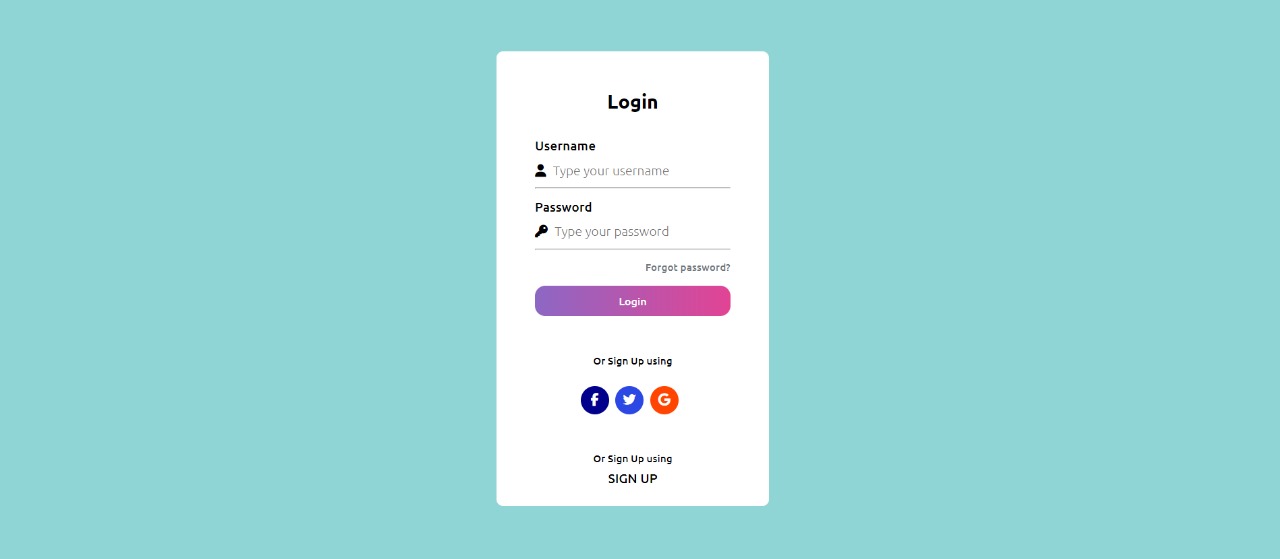 Login
Username
Type your username
Password
Type your password
Forgot password?
Login
Or Sign Up using
Or Sign Up using
SIGN UP